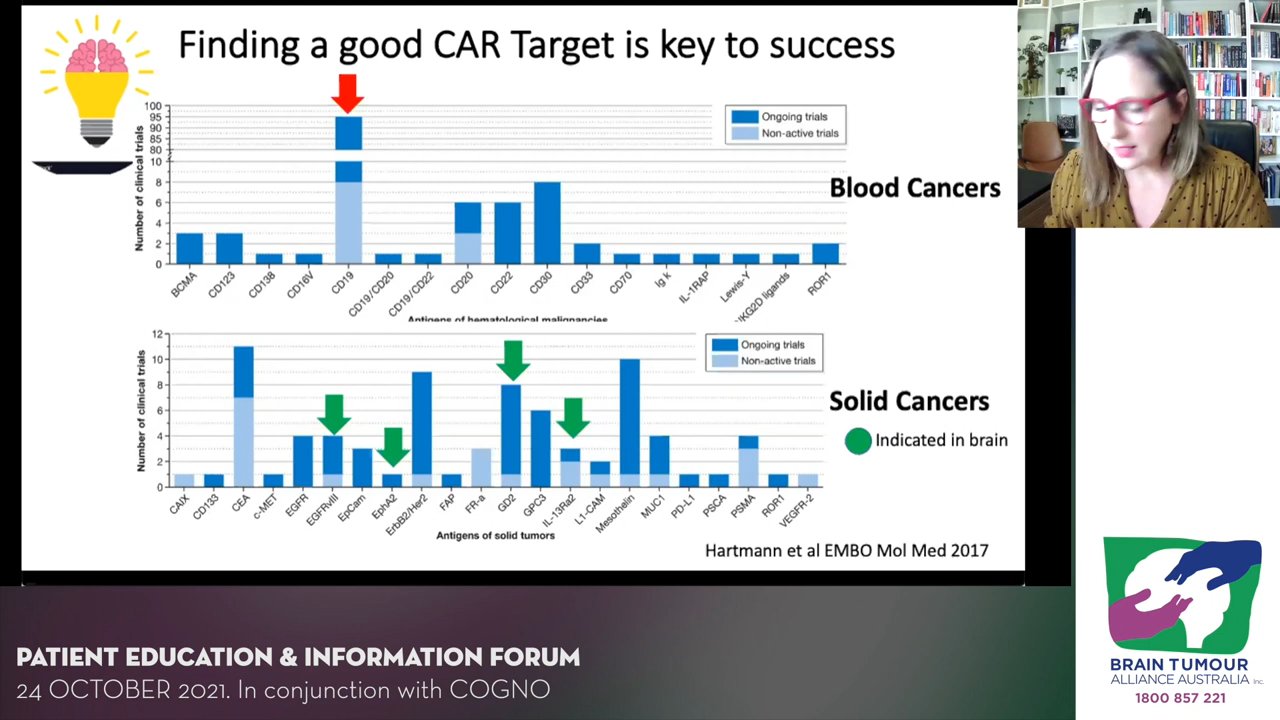 Finding a good CAR Target is key to success
Number of clinical trials
100
95
90
85
80
10
8
6
4
2
0
Ongoing trials
Non-active trials
Blood Cancers
BCMA
CD123
CD138
CD16V
CD19
CD19/CD20
CD19/CD22
CD20
CD22
CD30
CD33
CD70
Ig K
IL-1RAP
Lewis-Y
NKG2D ligands
ROR1
Antigens of hematological malignancies
Number of clinical trials
12
10
8
6
4
2
0
Ongoing trials
Non-active trials
Solid Cancers
Indicated in brain
CAIX
CD133
CEA
c-MET
EGFR
EGFRvIII
EpCam
EphA2
ErbB2/Her2
FAP
FR-a
GD2
GPC3
IL-13Ra2
L1-CAM
Mesothelin
MUC1
PD-L1
PSCA
PSMA
ROR1
VEGFR-2
Antigens of solid tumors
Hartmann et al EMBO Mol Med 2017
PATIENT EDUCATION & INFORMATION FORUM
24 OCTOBER 2021. In conjunction with COGNO
BRAIN TUMOUR
ALLIANCE AUSTRALIA Inc.
1800 857 221